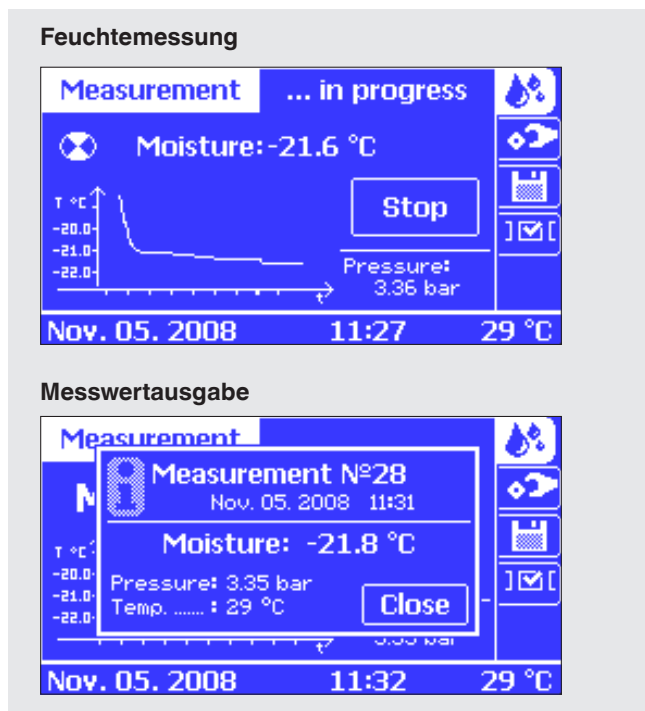 Feuchtemessung
Measurement ... in progress
Moisture:-21.6 °C
T °C
-20.0
-21.0
-22.0
t
Stop
Pressure:
3.36 bar
Nov. 05. 2008 11:27 29 °C
Messwertausgabe
Measurement
Measurement Nº28
Nov. 05. 2008 11:31
Moisture: -21.8 °C
Pressure: 3.35 bar
Temp. ...... : 29 °C
Close
T °C
-20.0
-21.0
-22.0
t
Nov. 05. 2008 11:32 29 °C